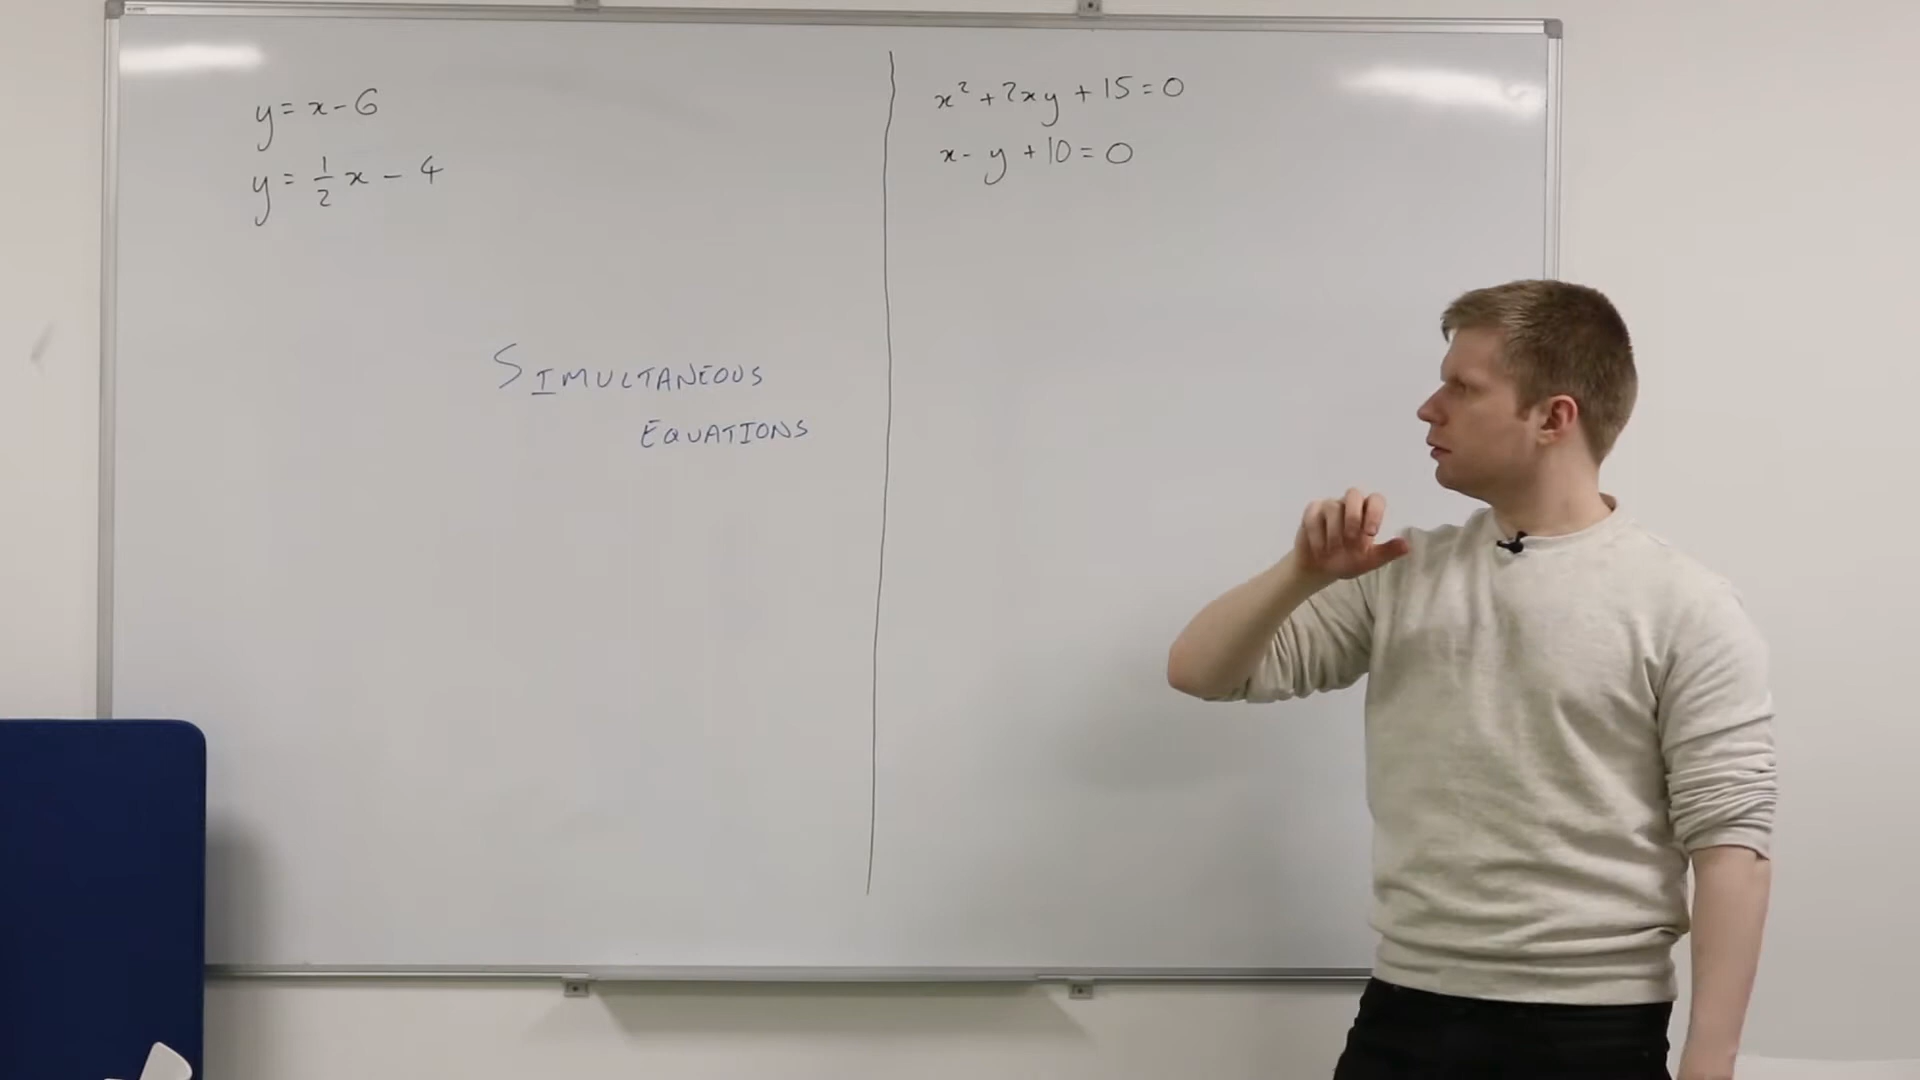 y = x - 6
y = 1/2 x - 4
SIMULTANEOUS
EQUATIONS
x² + 2xy + 15 = 0
x - y + 10 = 0